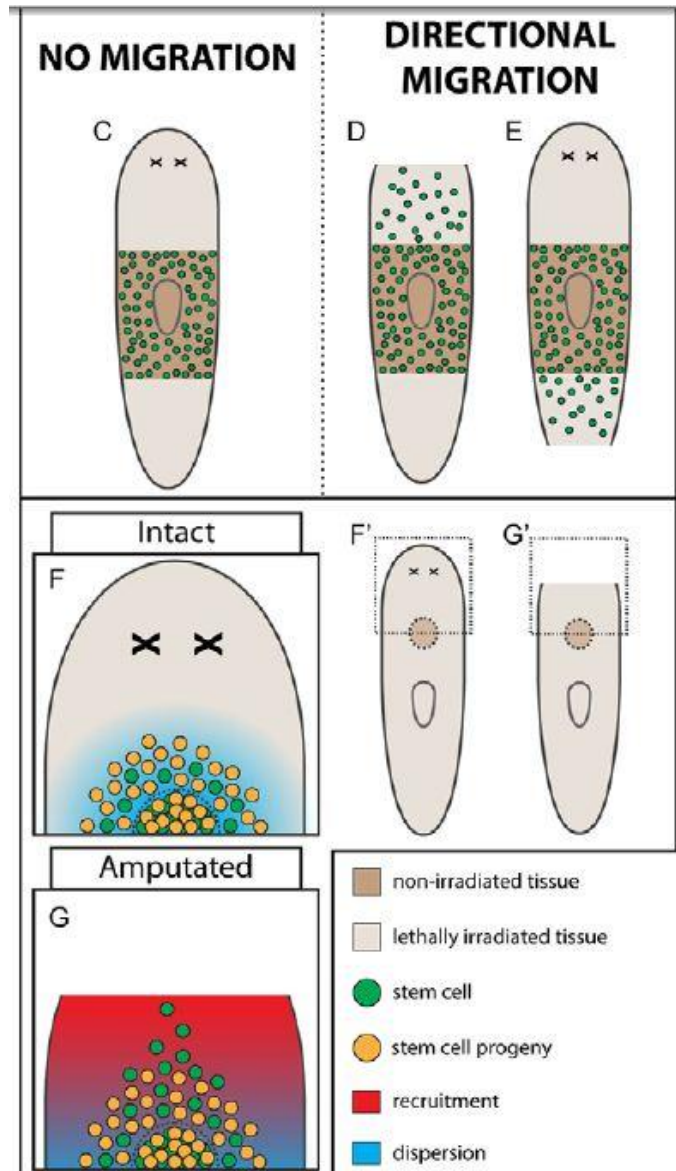 NO MIGRATION
DIRECTIONAL
MIGRATION
C
D
E
Intact
F
F'
G'
Amputated
G
non-irradiated tissue
lethally irradiated tissue
stem cell
stem cell progeny
recruitment
dispersion